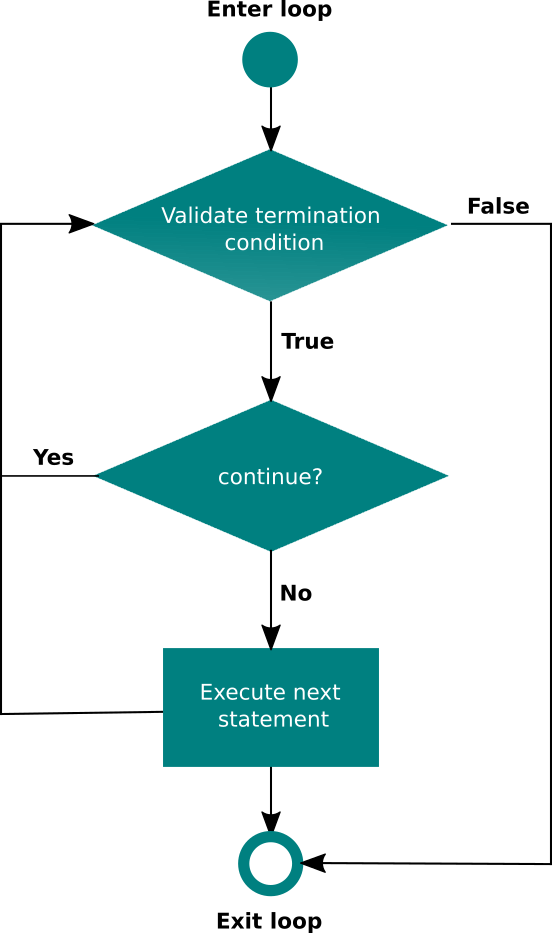 Enter loop
Validate termination
condition
False
True
Yes
continue?
No
Execute next
statement
Exit loop